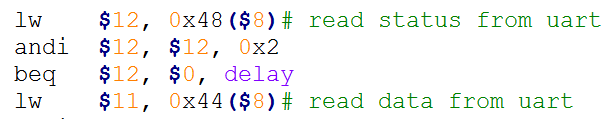 lw $12, 0x48($8)# read status from uart
andi $12, $12, 0x2
beq $12, $0, delay
lw $11, 0x44($8)# read data from uart